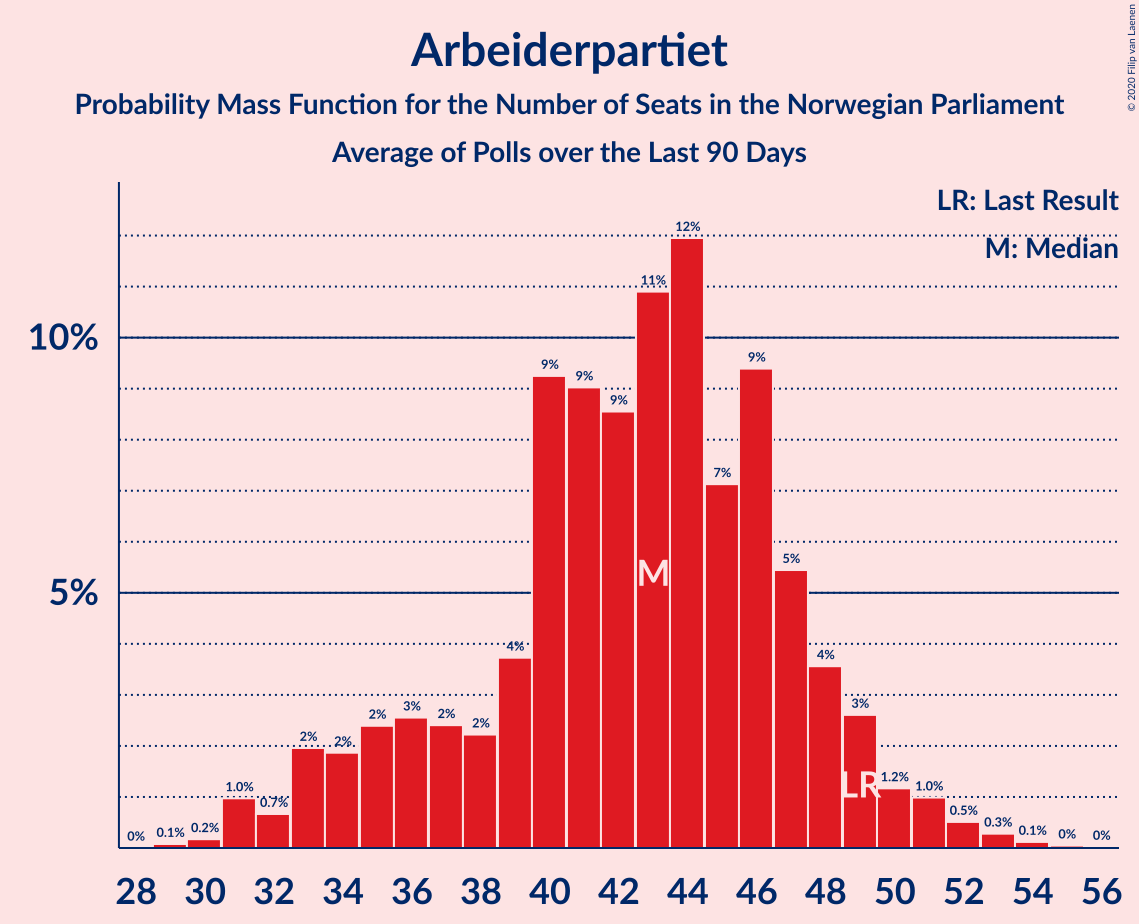 Arbeiderpartiet
Probability Mass Function for the Number of Seats in the Norwegian Parliament
Average of Polls over the Last 90 Days
© 2020 Filip van Laenen
LR: Last Result
M: Median
10%
5%
0% 0.1% 0.2% 1.0% 0.7% 2% 2% 2% 3% 2% 2% 4% 9% 9% 9% 11% 12% 7% 9% 5% 4% 3% 1.2% 1.0% 0.5% 0.3% 0.1% 0% 0%
M
LR
28 30 32 34 36 38 40 42 44 46 48 50 52 54 56